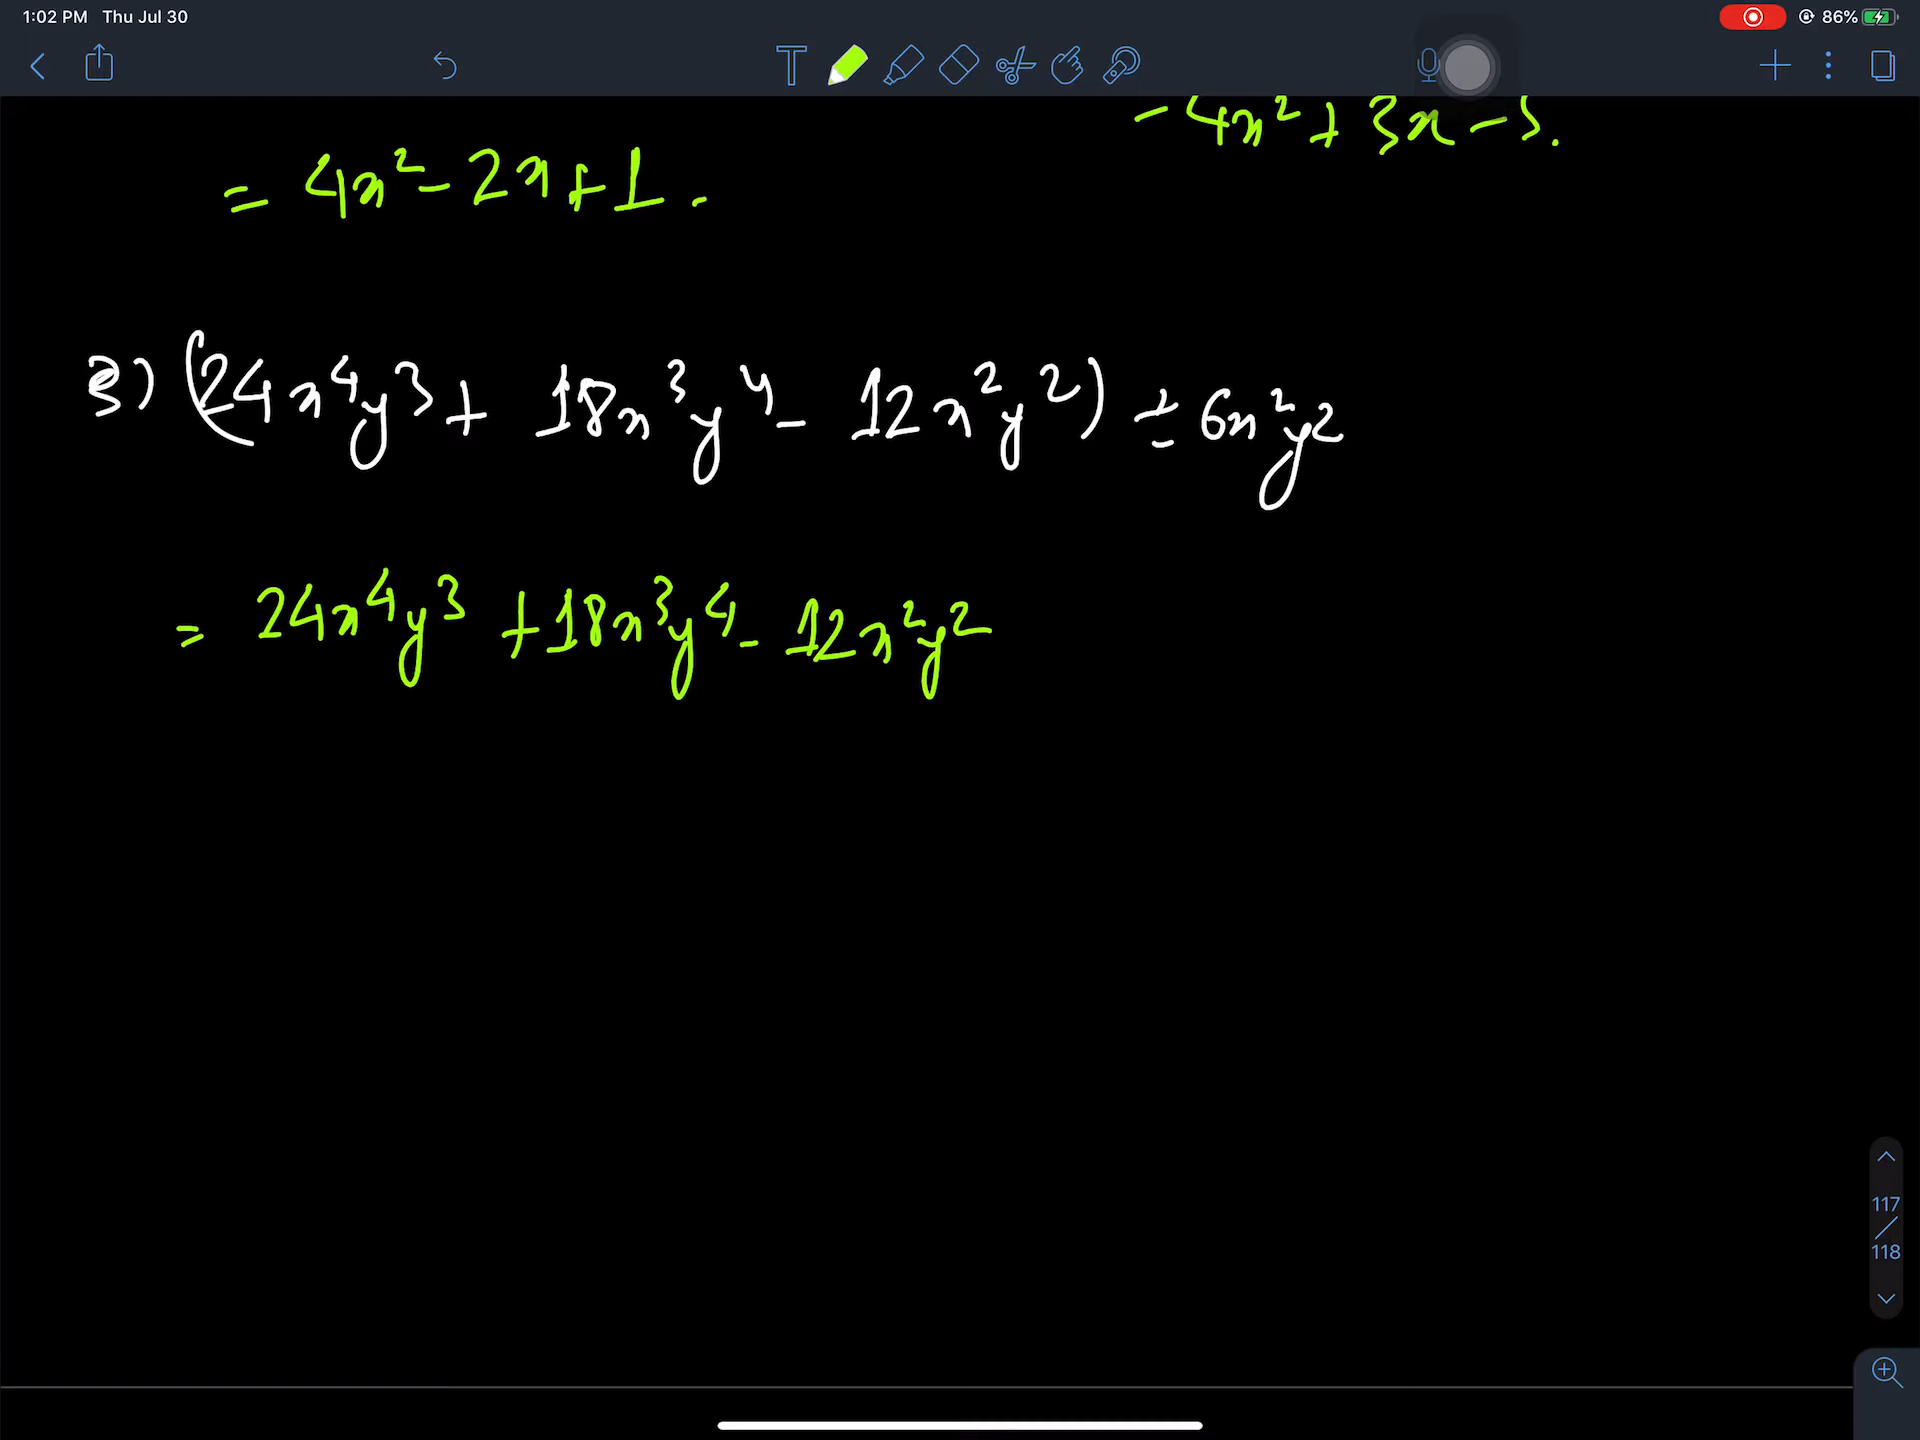 1:02 PM Thu Jul 30
86%
- 4x² + 3x - 3.
= 4x² - 2x + 1.
3) (24x⁴y³ + 18x³y⁴ - 12x²y²) ÷ 6x²y²
= 24x⁴y³ + 18x³y⁴ - 12x²y²
117
/
118